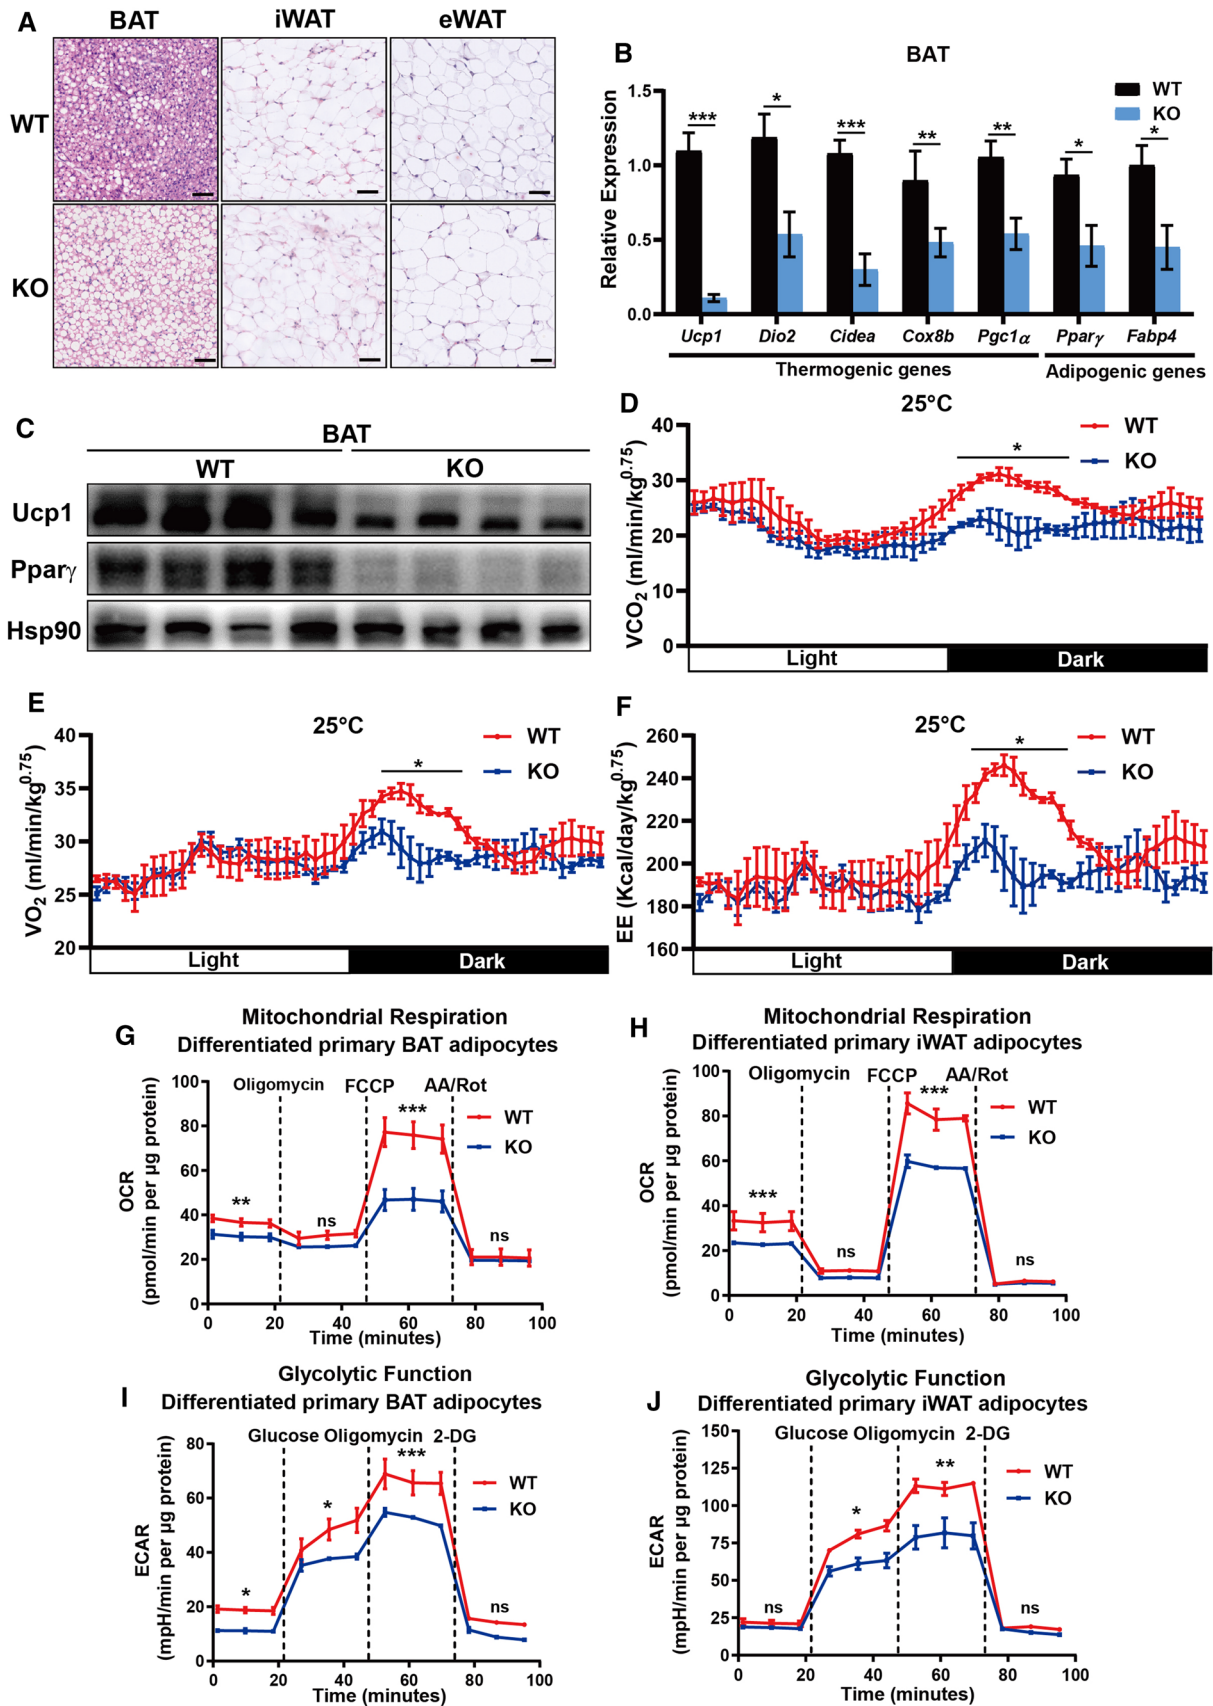 A
BAT
iWAT
eWAT
WT
KO
B
BAT
WT
KO
Relative Expression
1.5
1.0
0.5
0.0
***
*
***
**
**
*
*
Ucp1
Dio2
Cidea
Cox8b
Pgc1α
Pparγ
Fabp4
Thermogenic genes
Adipogenic genes
C
BAT
WT
KO
Ucp1
Pparγ
Hsp90
D
25°C
WT
KO
*
VCO2 (ml/min/kg0.75)
40
30
20
10
0
Light
Dark
E
25°C
WT
KO
*
VO2 (ml/min/kg0.75)
40
35
30
25
20
Light
Dark
F
25°C
WT
KO
*
EE (Kcal/day/kg0.75)
260
240
220
200
180
160
Light
Dark
G
Mitochondrial Respiration
Differentiated primary BAT adipocytes
Oligomycin
FCCP
AA/Rot
WT
KO
**
ns
***
ns
OCR
(pmol/min per µg protein)
100
80
60
40
20
0
0
20
40
60
80
100
Time (minutes)
H
Mitochondrial Respiration
Differentiated primary iWAT adipocytes
Oligomycin
FCCP
AA/Rot
WT
KO
***
ns
***
ns
OCR
(pmol/min per µg protein)
100
80
60
40
20
0
0
20
40
60
80
100
Time (minutes)
I
Glycolytic Function
Differentiated primary BAT adipocytes
Glucose Oligomycin 2-DG
WT
KO
*
*
***
ECAR
(mpH/min per µg protein)
80
60
40
20
0
0
20
40
60
80
100
Time (minutes)
J
Glycolytic Function
Differentiated primary iWAT adipocytes
Glucose Oligomycin 2-DG
WT
KO
ns
*
**
ns
ECAR
(mpH/min per µg protein)
150
125
100
75
50
25
0
0
20
40
60
80
100
Time (minutes)